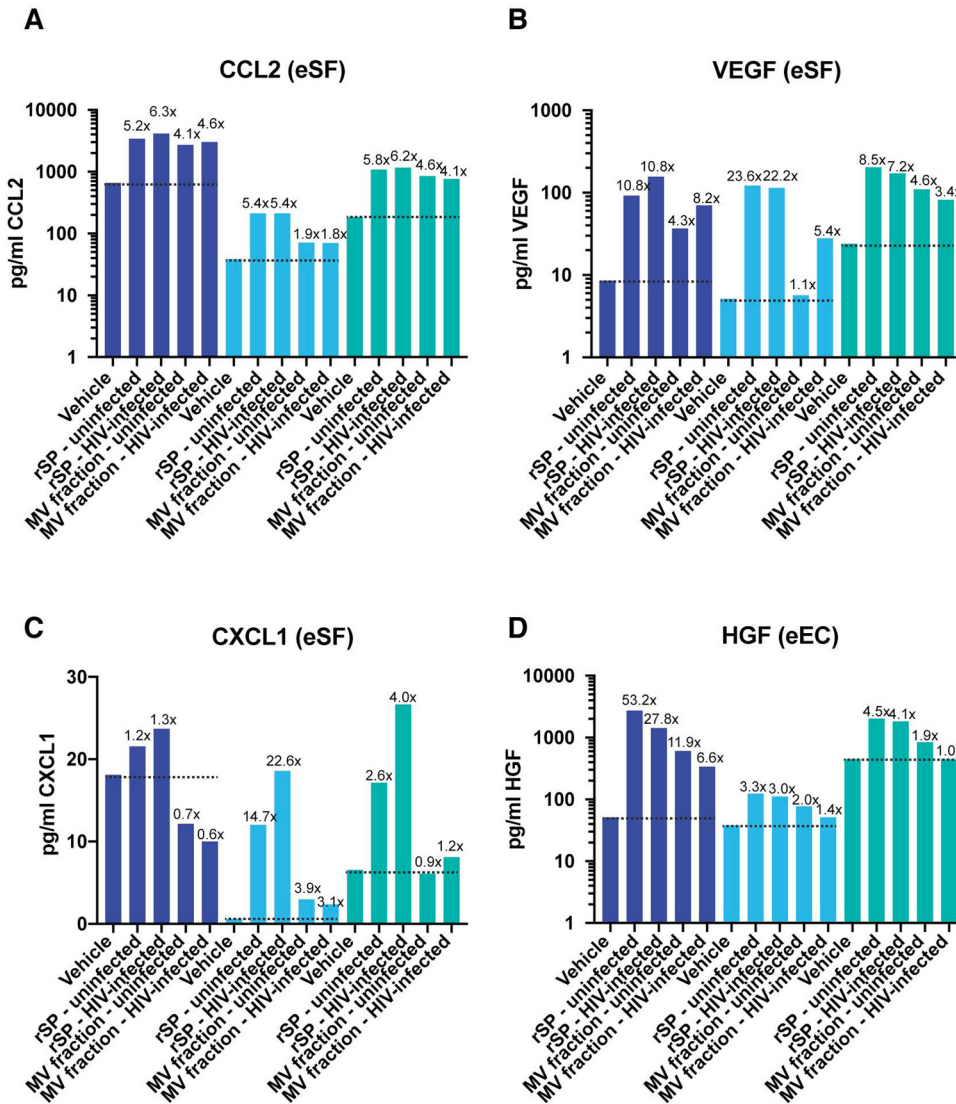 A
CCL2 (eSF)
pg/ml CCL2
10000
1000
100
10
1
5.2x
6.3x
4.1x
4.6x
5.4x
5.4x
1.9x
1.8x
5.8x
6.2x
4.6x
4.1x
Vehicle
rSP - uninfected
rSP - HIV-infected
MV fraction - uninfected
MV fraction - HIV-infected
Vehicle
rSP - uninfected
rSP - HIV-infected
MV fraction - uninfected
MV fraction - HIV-infected
Vehicle
rSP - uninfected
rSP - HIV-infected
MV fraction - uninfected
MV fraction - HIV-infected
B
VEGF (eSF)
pg/ml VEGF
1000
100
10
1
10.8x
10.8x
4.3x
8.2x
23.6x
22.2x
1.1x
5.4x
8.5x
7.2x
4.6x
3.4x
Vehicle
rSP - uninfected
rSP - HIV-infected
MV fraction - uninfected
MV fraction - HIV-infected
Vehicle
rSP - uninfected
rSP - HIV-infected
MV fraction - uninfected
MV fraction - HIV-infected
Vehicle
rSP - uninfected
rSP - HIV-infected
MV fraction - uninfected
MV fraction - HIV-infected
C
CXCL1 (eSF)
pg/ml CXCL1
30
20
10
0
1.2x
1.3x
0.7x
0.6x
14.7x
22.6x
3.9x
3.1x
2.6x
4.0x
0.9x
1.2x
Vehicle
rSP - uninfected
rSP - HIV-infected
MV fraction - uninfected
MV fraction - HIV-infected
Vehicle
rSP - uninfected
rSP - HIV-infected
MV fraction - uninfected
MV fraction - HIV-infected
Vehicle
rSP - uninfected
rSP - HIV-infected
MV fraction - uninfected
MV fraction - HIV-infected
D
HGF (eEC)
pg/ml HGF
10000
1000
100
10
1
53.2x
27.8x
11.9x
6.6x
3.3x
3.0x
2.0x
1.4x
4.5x
4.1x
1.9x
1.0
Vehicle
rSP - uninfected
rSP - HIV-infected
MV fraction - uninfected
MV fraction - HIV-infected
Vehicle
rSP - uninfected
rSP - HIV-infected
MV fraction - uninfected
MV fraction - HIV-infected
Vehicle
rSP - uninfected
rSP - HIV-infected
MV fraction - uninfected
MV fraction - HIV-infected